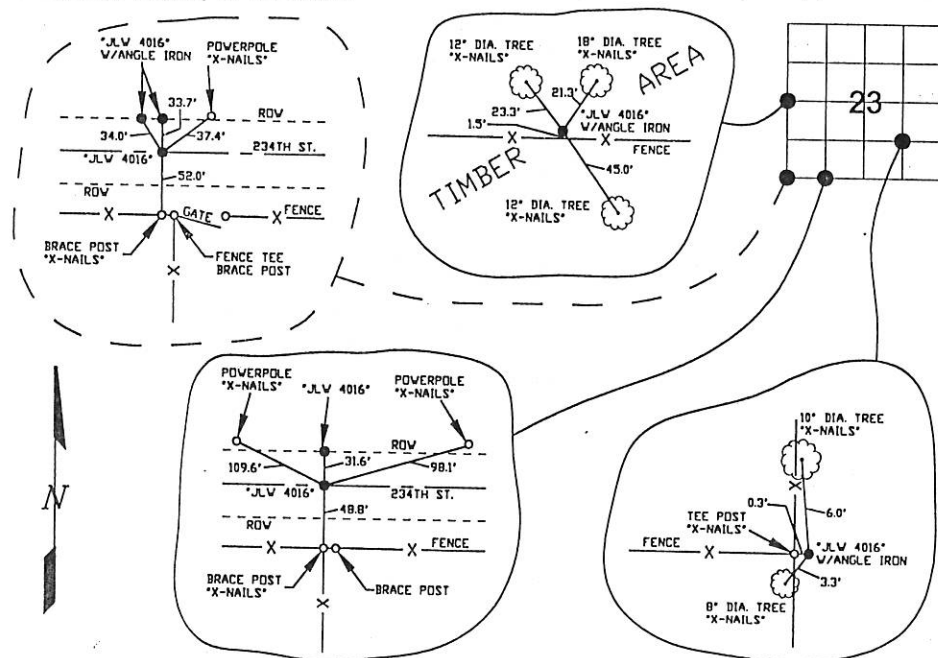 "JLW 4016"
W/ANGLE IRON
POWERPOLE
"X-NAILS"
33.7'
34.0'
37.4'
ROW
"JLW 4016"
234TH ST.
52.0'
ROW
X
GATE
X
FENCE
BRACE POST
"X-NAILS"
FENCE TEE
BRACE POST
X
12" DIA. TREE
"X-NAILS"
18" DIA. TREE
"X-NAILS"
AREA
23.3'
21.3'
1.5'
"JLW 4016"
W/ANGLE IRON
X
X
FENCE
TIMBER
45.0'
12" DIA. TREE
"X-NAILS"
23
N
POWERPOLE
"X-NAILS"
"JLW 4016"
POWERPOLE
"X-NAILS"
ROW
109.6'
31.6'
98.1'
"JLW 4016"
234TH ST.
48.8'
ROW
X
X
FENCE
BRACE POST
"X-NAILS"
BRACE POST
X
10" DIA. TREE
"X-NAILS"
X
0.3'
6.0'
TEE POST
"X-NAILS"
FENCE
X
"JLW 4016"
W/ANGLE IRON
3.3'
8" DIA. TREE
"X-NAILS"
X